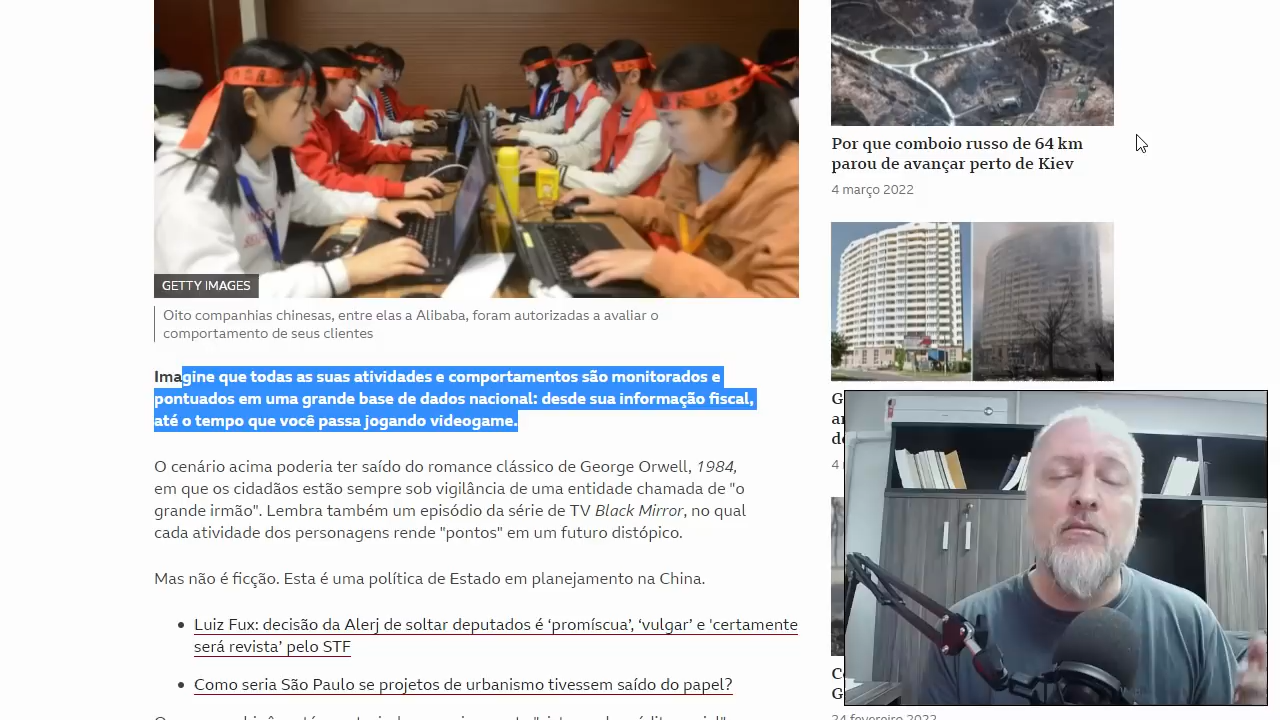 GETTY IMAGES
Oito companhias chinesas, entre elas a Alibaba, foram autorizadas a avaliar o
comportamento de seus clientes
Imagine que todas as suas atividades e comportamentos são monitorados e
pontuados em uma grande base de dados nacional: desde sua informação fiscal,
até o tempo que você passa jogando videogame.
O cenário acima poderia ter saído do romance clássico de George Orwell, 1984,
em que os cidadãos estão sempre sob vigilância de uma entidade chamada de "o
grande irmão". Lembra também um episódio da série de TV Black Mirror, no qual
cada atividade dos personagens rende "pontos" em um futuro distópico.
Mas não é ficção. Esta é uma política de Estado em planejamento na China.
• Luiz Fux: decisão da Alerj de soltar deputados é ‘promíscua’, ‘vulgar’ e 'certamente
será revista’ pelo STF
• Como seria São Paulo se projetos de urbanismo tivessem saído do papel?
Por que comboio russo de 64 km
parou de avançar perto de Kiev
4 março 2022
24 fevereiro 2022